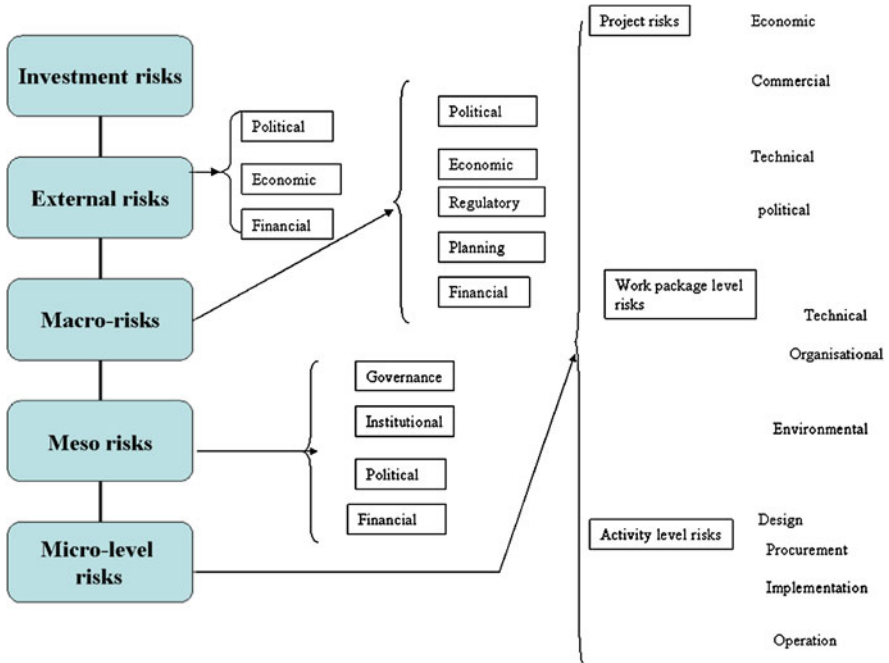 Investment risks
External risks
Macro-risks
Meso risks
Micro-level
risks
Political
Economic
Financial
Political
Economic
Regulatory
Planning
Financial
Governance
Institutional
Political
Financial
Project risks
Economic
Commercial
Technical
political
Work package level
risks
Technical
Organisational
Environmental
Activity level risks
Design
Procurement
Implementation
Operation